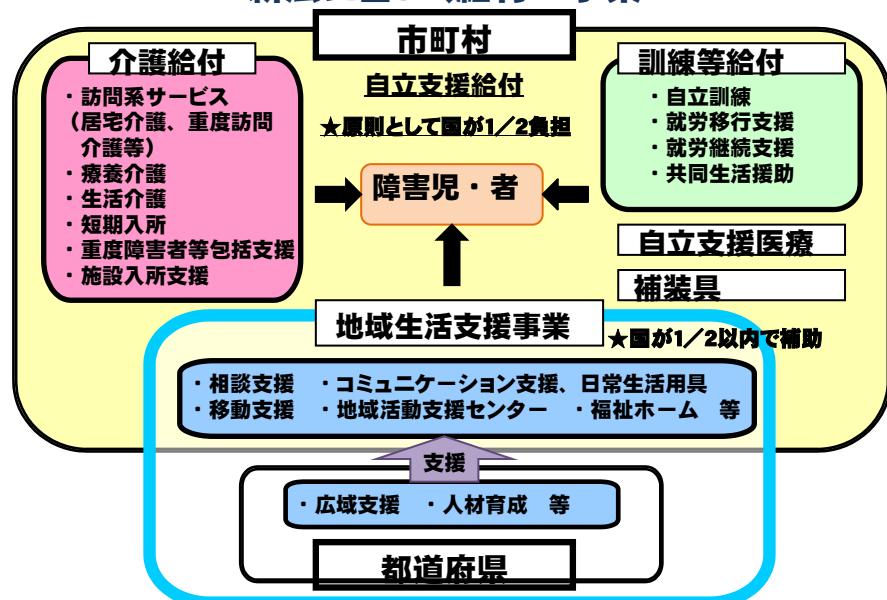 市町村
介護給付
・訪問系サービス
（居宅介護、重度訪問
介護等）
・療養介護
・生活介護
・短期入所
・重度障害者等包括支援
・施設入所支援
自立支援給付
★原則として国が1／2負担
障害児・者
訓練等給付
・自立訓練
・就労移行支援
・就労継続支援
・共同生活援助
自立支援医療
補装具
地域生活支援事業
★国が1／2以内で補助
・相談支援　・コミュニケーション支援、日常生活用具
・移動支援　・地域活動支援センター　・福祉ホーム　等
支援
・広域支援　・人材育成　等
都道府県